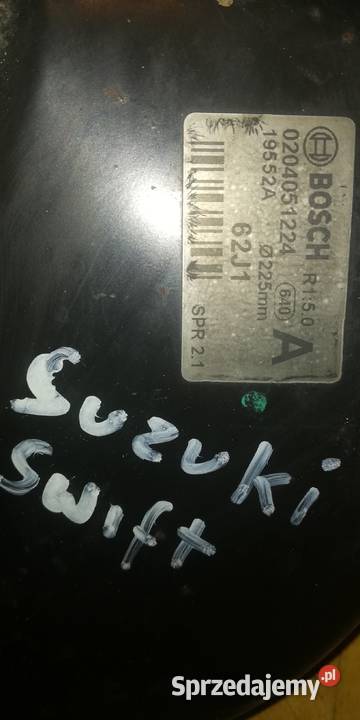 BOSCH R1:5.0
0204051224 640 A
19552A Ø225mm
62J1
SPR 2.1
Suzuki
Swift
Sprzedajemy.pl